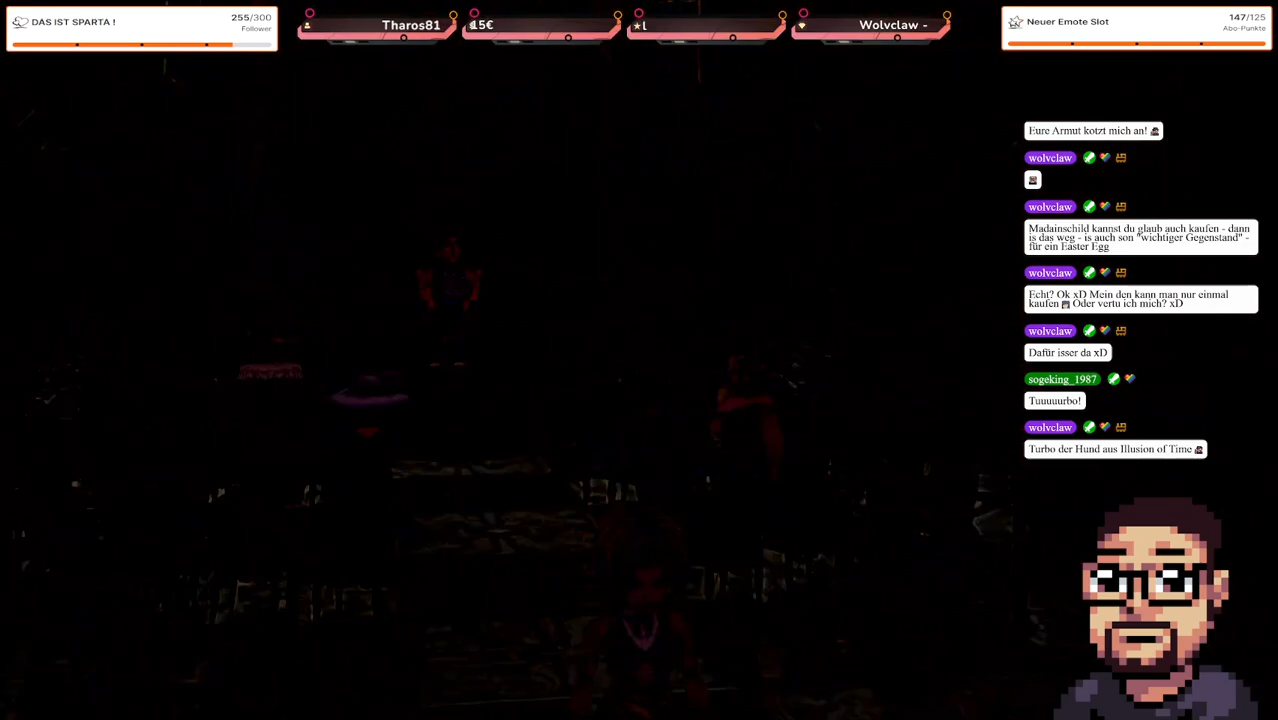 DAS IST SPARTA !
255/300
Follower
Tharos81
15€
Wolvclaw -
Neuer Emote Slot
147/125
Abo-Punkte
Eure Armut kotzt mich an!
wolvclaw
wolvclaw
Madainschild kannst du glaub auch kaufen - dann
is das weg - is auch son "wichtiger Gegenstand" -
für ein Easter Egg
wolvclaw
Echt? Ok xD Mein den kann man nur einmal
kaufen Oder vertu ich mich? xD
wolvclaw
Dafür isser da xD
sogeking_1987
Tuuuuurbo!
wolvclaw
Turbo der Hund aus Illusion of Time